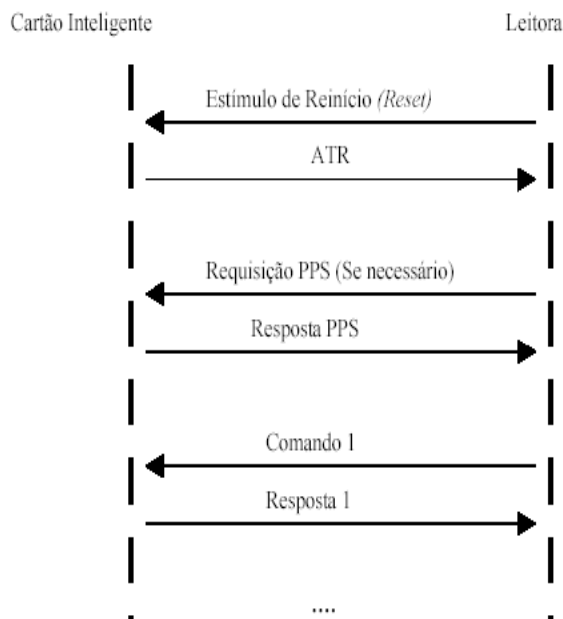 Cartão Inteligente
Leitora
Estímulo de Reinício (Reset)
ATR
Requisição PPS (Se necessário)
Resposta PPS
Comando 1
Resposta 1
....